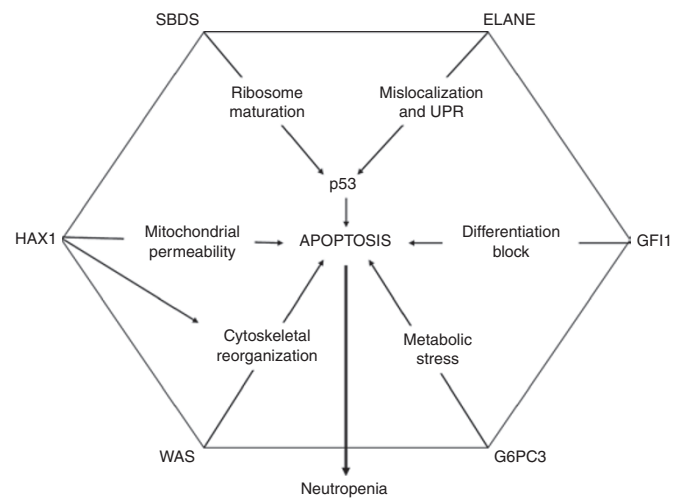 SBDS
ELANE
Ribosome
maturation
Mislocalization
and UPR
p53
HAX1
Mitochondrial
permeability
APOPTOSIS
Differentiation
block
GFI1
Cytoskeletal
reorganization
Metabolic
stress
WAS
G6PC3
Neutropenia